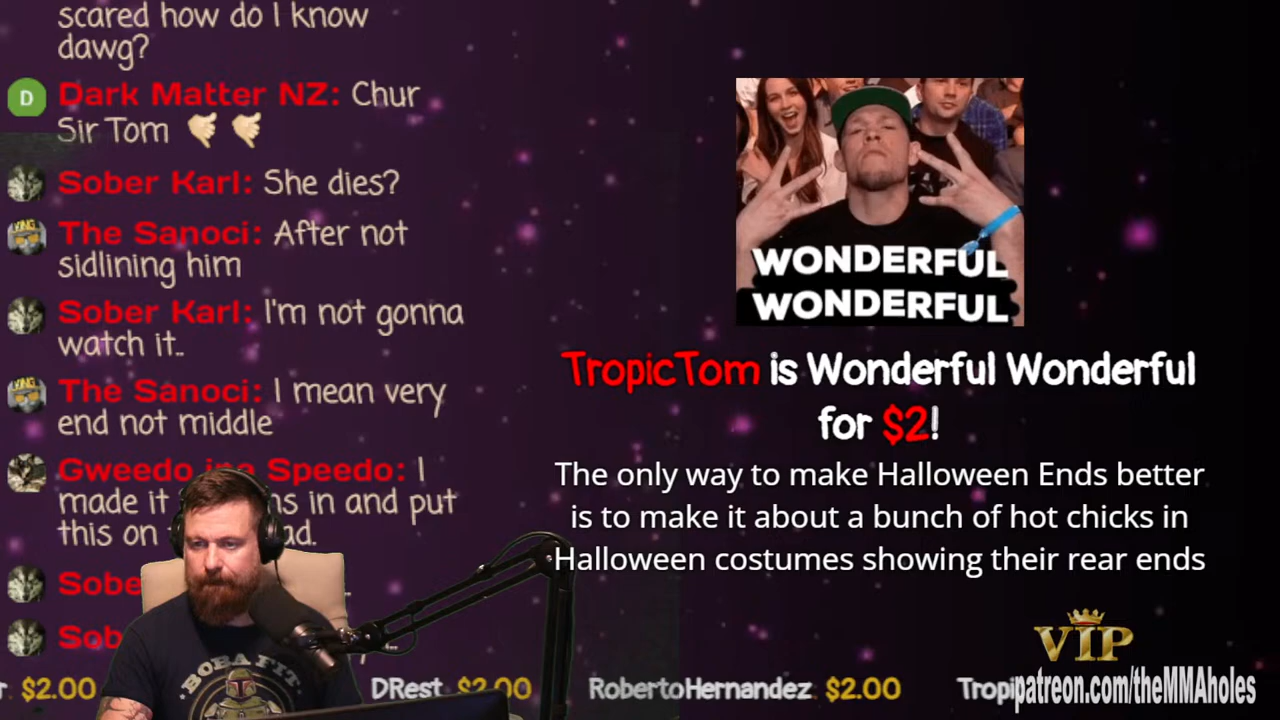 scared how do I know
dawg?
D
Dark Matter NZ: Chur
Sir Tom
Sober Karl: She dies?
The Sanoci: After not
sidlining him
Sober Karl: I'm not gonna
watch it..
The Sanoci: I mean very
end not middle
Gweedo Speedo: I
made it in and put
this on
WONDERFUL
WONDERFUL
TropicTom is Wonderful Wonderful
for $2!
The only way to make Halloween Ends better
is to make it about a bunch of hot chicks in
Halloween costumes showing their rear ends
VIP
BOBA FIT
$2.00 DRest $2.00 RobertoHernandez $2.00
patreon.com/theMMAholes